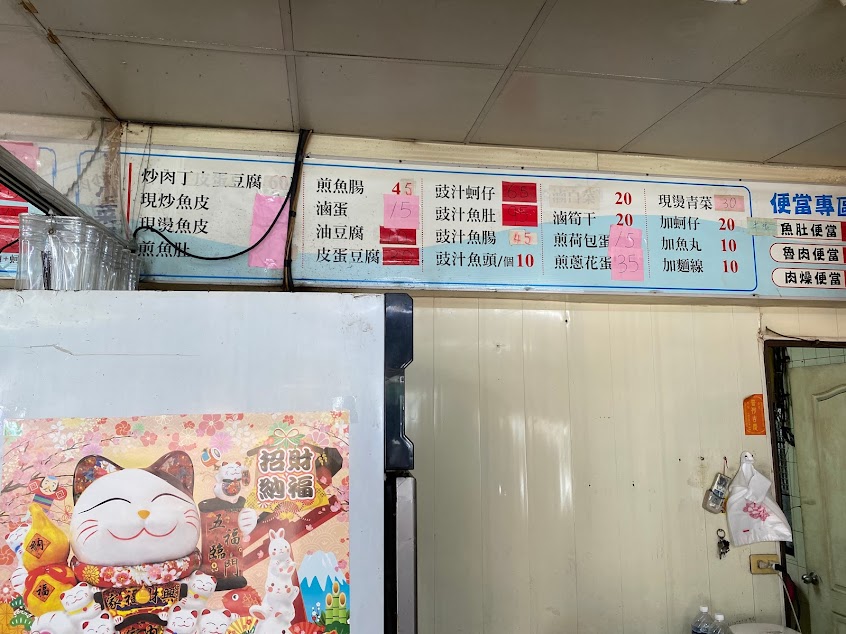 炒肉丁
皮蛋豆腐
現炒魚皮
現燙魚皮
煎魚肚
煎魚腸 45
滷蛋 15
油豆腐
皮蛋豆腐
豉汁蚵仔 65
豉汁魚肚
豉汁魚腸 45
豉汁魚頭/個 10
20
滷筍干 20
煎荷包蛋 15
煎蔥花蛋 35
現燙青菜 30
加蚵仔 20
加魚丸 10
加麵線 10
便當專區
魚肚便當
魯肉便當
肉燥便當
招財
納福
五福臨門
納
福